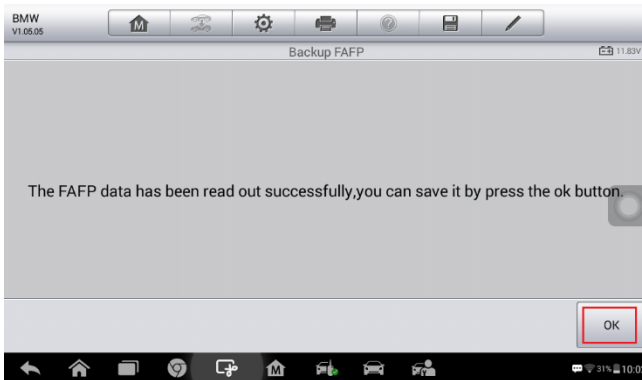 BMW
V1.05.05
Backup FAFP
11.83V
The FAFP data has been read out successfully,you can save it by press the ok button.
OK
31%